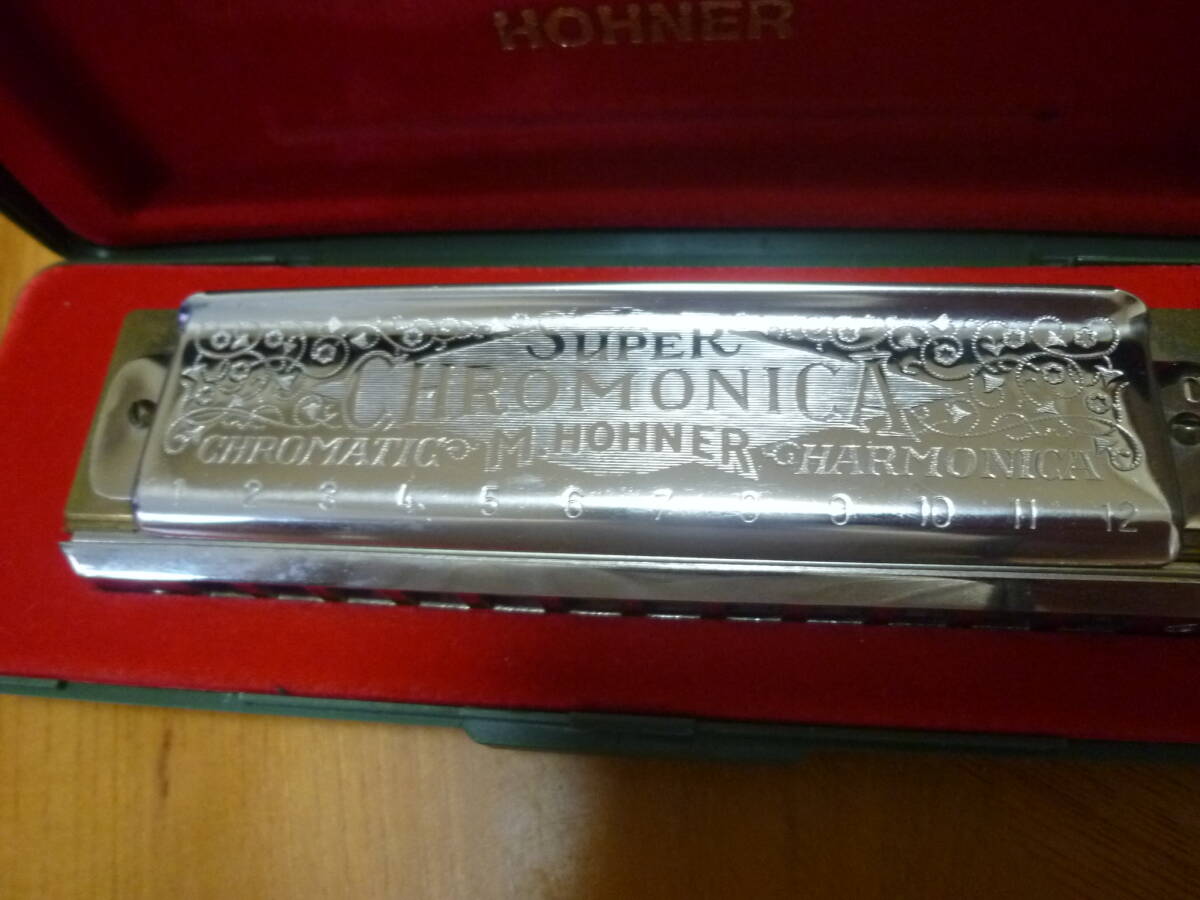 HOHNER
SUPER
CHROMONICA
CHROMATIC M. HOHNER HARMONICA
1 2 3 4 5 6 7 8 9 10 11 12